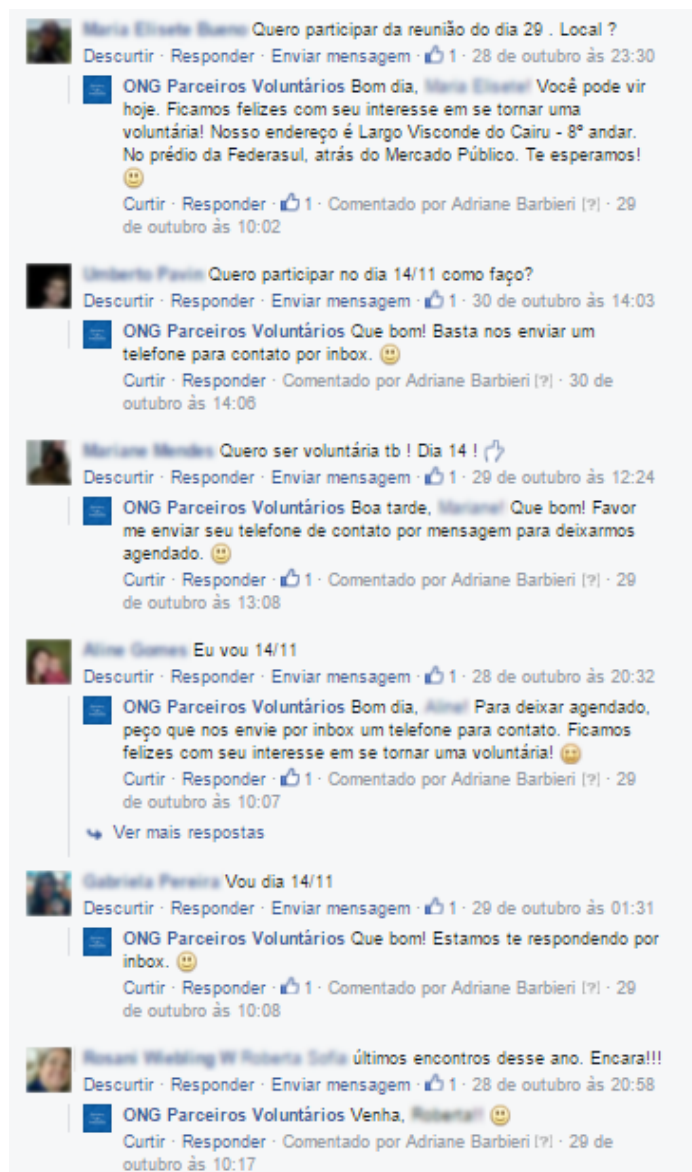 Quero participar da reunião do dia 29 . Local ?
Descurtir · Responder · Enviar mensagem · 1 · 28 de outubro às 23:30
ONG Parceiros Voluntários Bom dia, Você pode vir
hoje. Ficamos felizes com seu interesse em se tornar uma
voluntária! Nosso endereço é Largo Visconde do Cairu - 8º andar.
No prédio da Federasul, atrás do Mercado Público. Te esperamos!
Curtir · Responder · 1 · Comentado por Adriane Barbieri [?] · 29
de outubro às 10:02
Quero participar no dia 14/11 como faço?
Descurtir · Responder · Enviar mensagem · 1 · 30 de outubro às 14:03
ONG Parceiros Voluntários Que bom! Basta nos enviar um
telefone para contato por inbox.
Curtir · Responder · Comentado por Adriane Barbieri [?] · 30 de
outubro às 14:06
Quero ser voluntária tb ! Dia 14 !
Descurtir · Responder · Enviar mensagem · 1 · 29 de outubro às 12:24
ONG Parceiros Voluntários Boa tarde, Que bom! Favor
me enviar seu telefone de contato por mensagem para deixarmos
agendado.
Curtir · Responder · 1 · Comentado por Adriane Barbieri [?] · 29
de outubro às 13:08
Eu vou 14/11
Descurtir · Responder · Enviar mensagem · 1 · 28 de outubro às 20:32
ONG Parceiros Voluntários Bom dia, Para deixar agendado,
peço que nos envie por inbox um telefone para contato. Ficamos
felizes com seu interesse em se tornar uma voluntária!
Curtir · Responder · 1 · Comentado por Adriane Barbieri [?] · 29
de outubro às 10:07
Ver mais respostas
Vou dia 14/11
Descurtir · Responder · Enviar mensagem · 1 · 29 de outubro às 01:31
ONG Parceiros Voluntários Que bom! Estamos te respondendo por
inbox.
Curtir · Responder · 1 · Comentado por Adriane Barbieri [?] · 29
de outubro às 10:08
últimos encontros desse ano. Encara!!!
Descurtir · Responder · Enviar mensagem · 1 · 28 de outubro às 20:58
ONG Parceiros Voluntários Venha,
Curtir · Responder · Comentado por Adriane Barbieri [?] · 29 de
outubro às 10:17